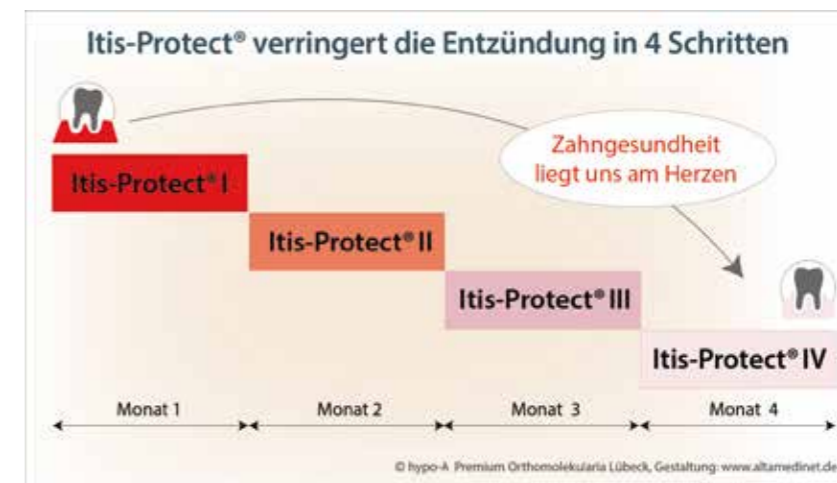 Itis-Protect® verringert die Entzündung in 4 Schritten
Zahngesundheit
liegt uns am Herzen
Itis-Protect® I
Itis-Protect® II
Itis-Protect® III
Itis-Protect® IV
Monat 1
Monat 2
Monat 3
Monat 4
© hypo-A Premium Orthomolekularia Lübeck, Gestaltung: www.altamedinet.de